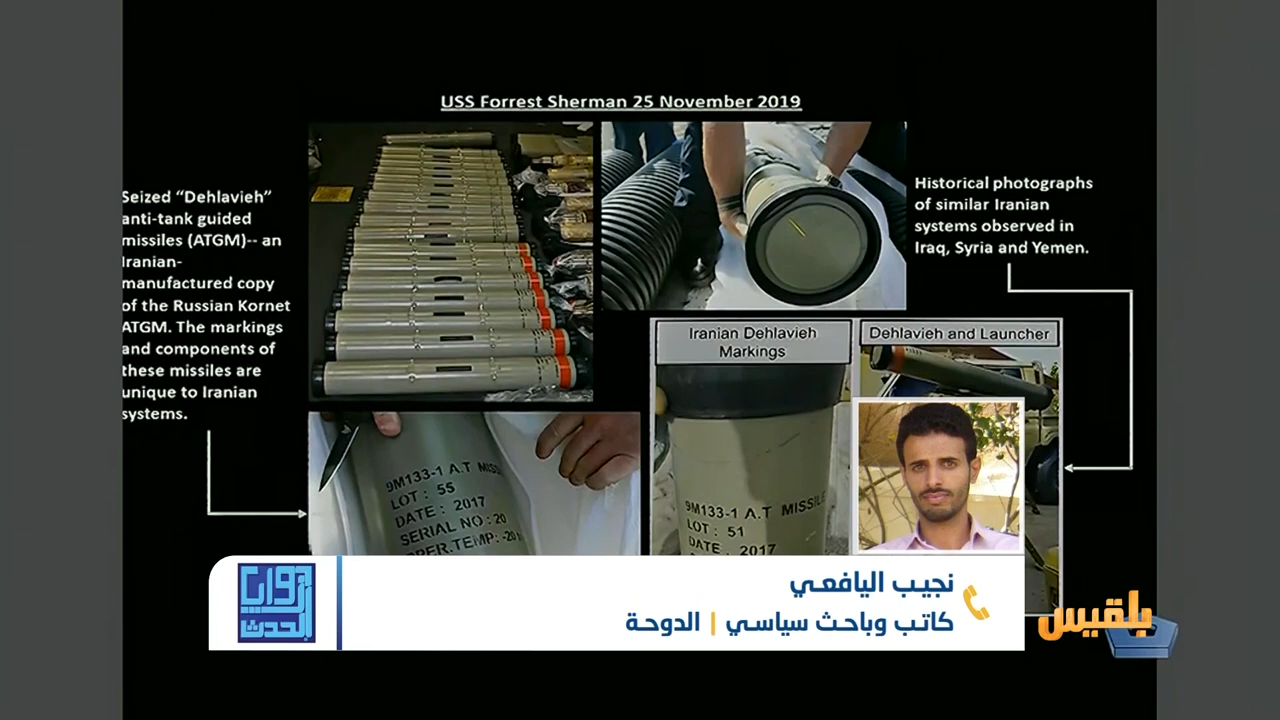 USS Forrest Sherman 25 November 2019
Seized “Dehlavieh”
anti-tank guided
missiles (ATGM)-- an
Iranian-
manufactured copy
of the Russian Kornet
ATGM. The markings
and components of
these missiles are
unique to Iranian
systems.
Historical photographs
of similar Iranian
systems observed in
Iraq, Syria and Yemen.
Iranian Dehlavieh
Markings
Dehlavieh and Launcher
9M133-1 A.T MISS
LOT : 55
DATE : 2017
SERIAL NO : 20
OPER.TEMP: -20
9M133-1 A.T MISSILE
LOT : 51
DATE 2017
نجيب اليافعي
كاتب وباحث سياسي | الدوحة
الحدث
بلقيس